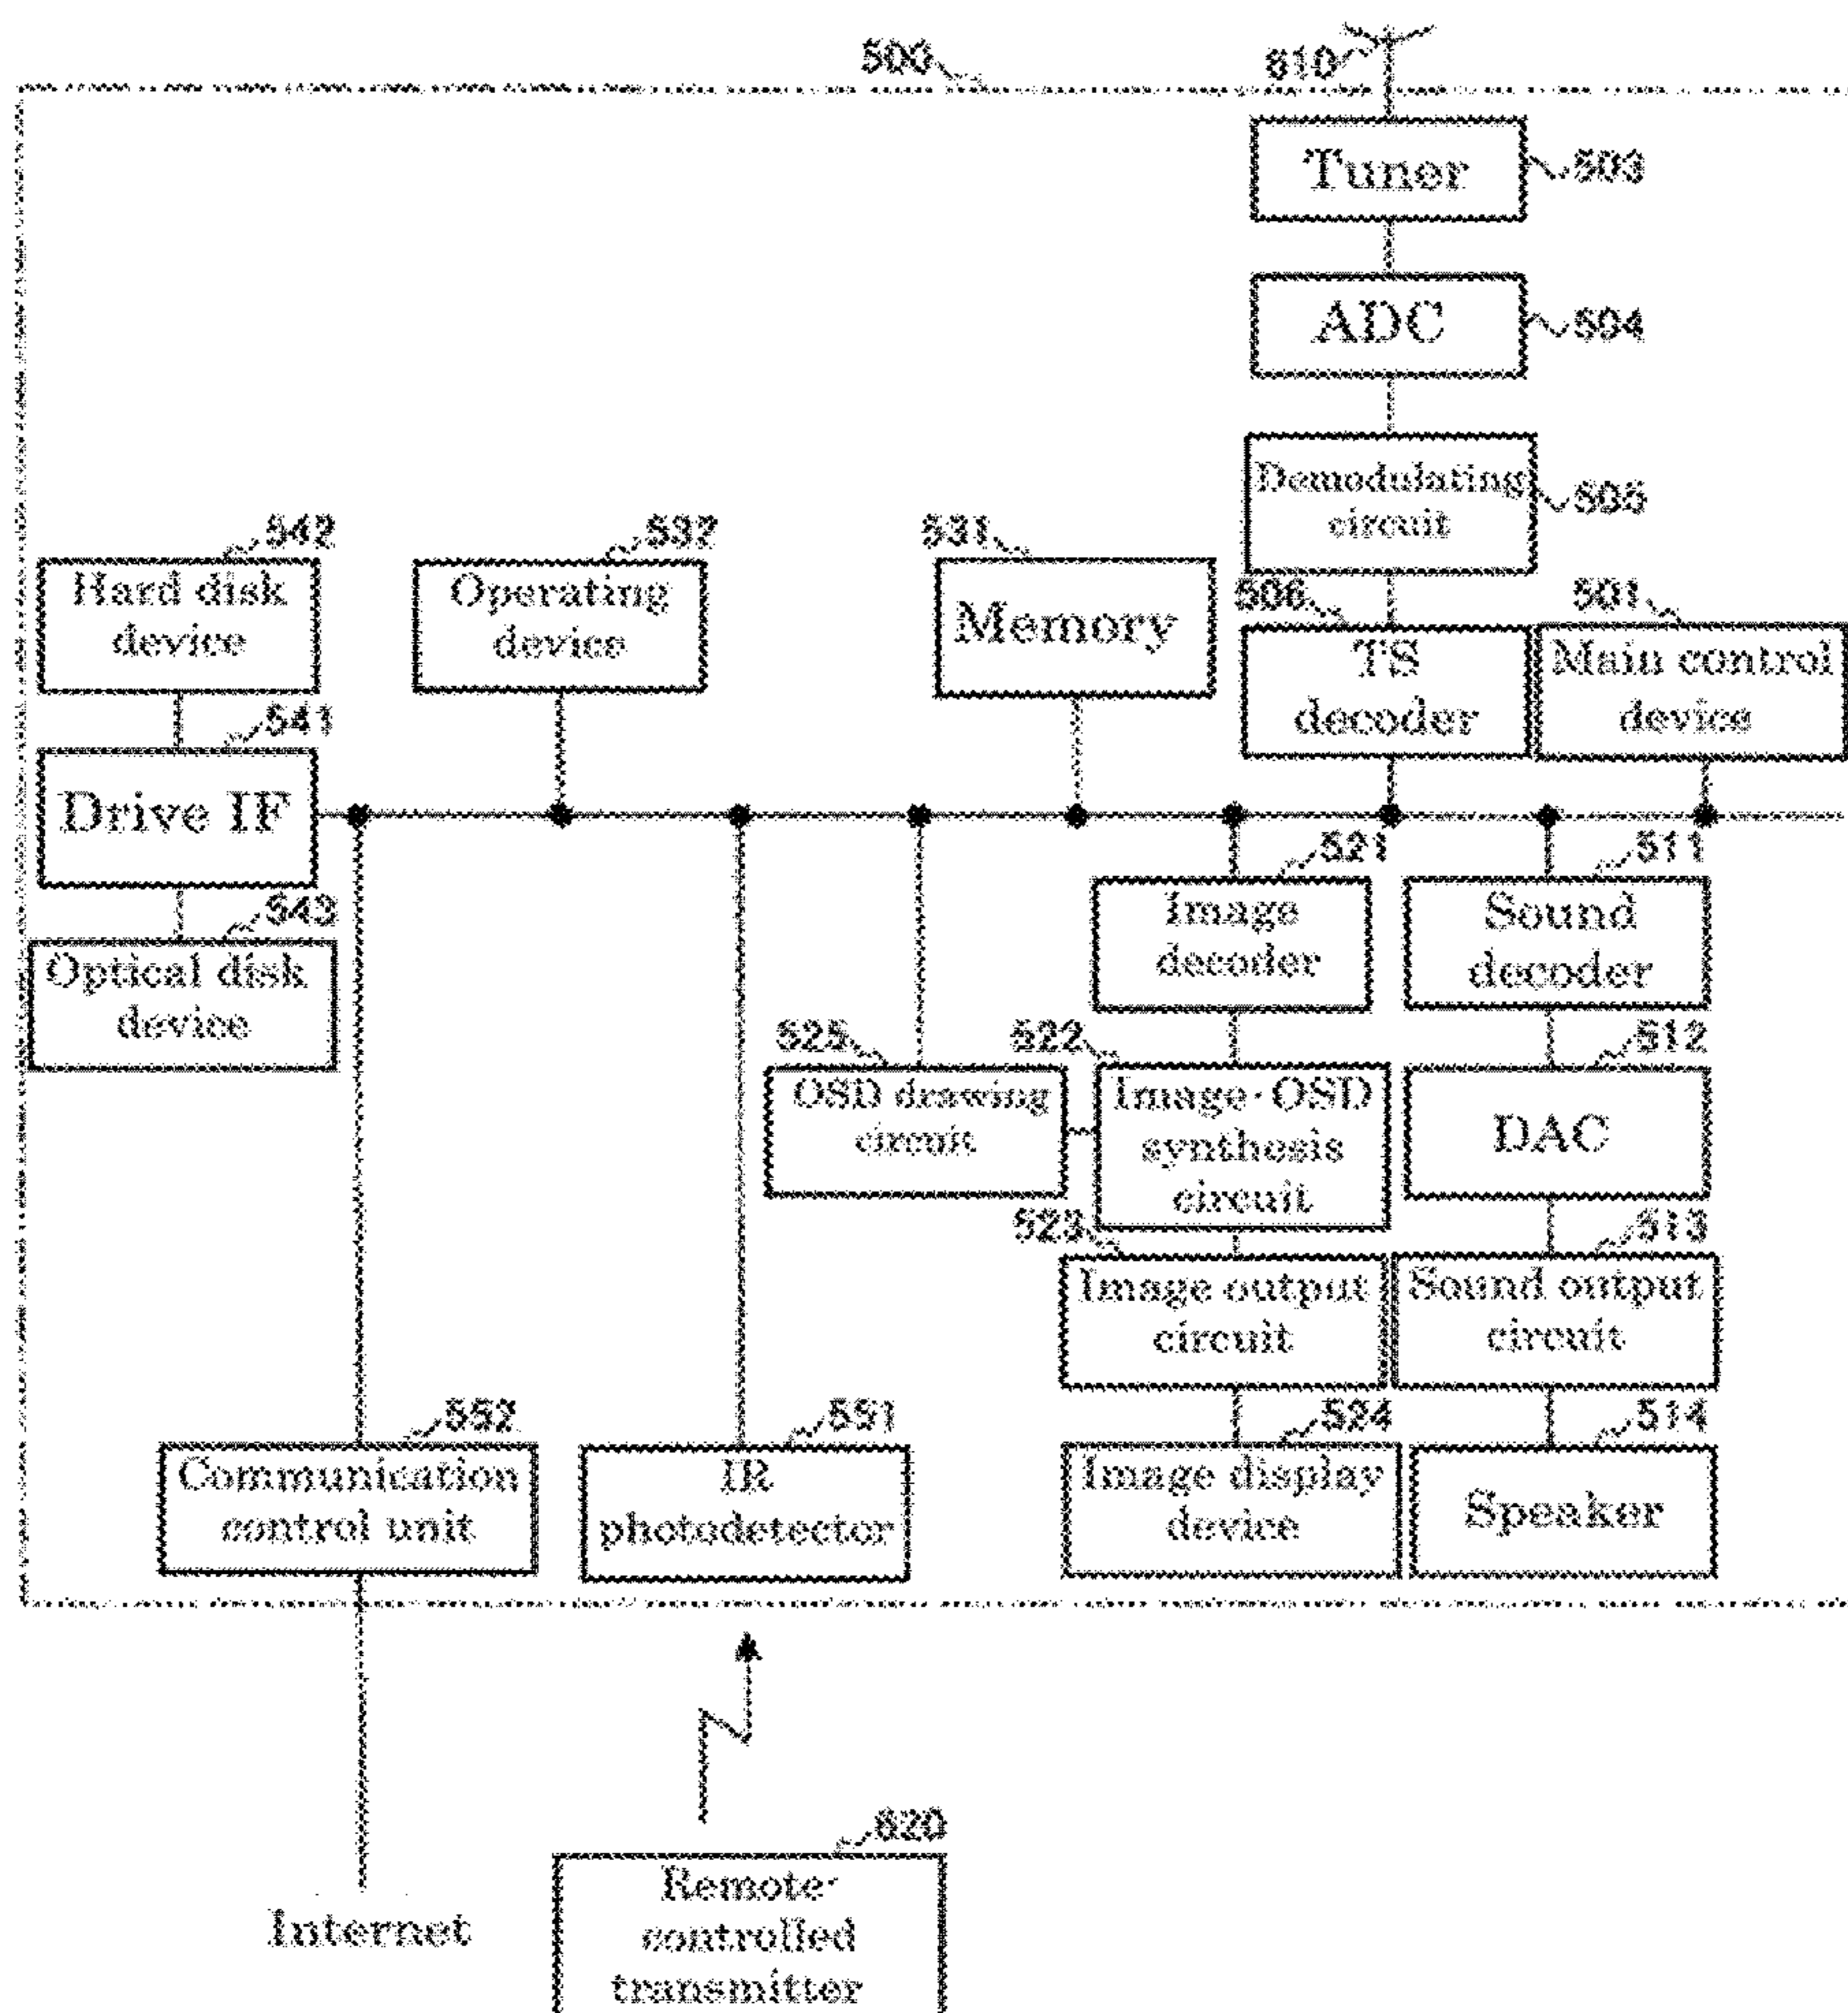 500
610
Tuner
503
ADC
504
Demodulating
circuit
505
542
532
531
506
501
Hard disk
device
Operating
device
Memory
TS
decoder
Main control
device
541
Drive IF
521
511
543
Image
decoder
Sound
decoder
Optical disk
device
525
522
512
OSD drawing
circuit
Image·OSD
synthesis
circuit
DAC
523
513
Image output
circuit
Sound output
circuit
552
551
524
514
Communication
control unit
IR
photodetector
Image display
device
Speaker
620
Internet
Remote-
controlled
transmitter